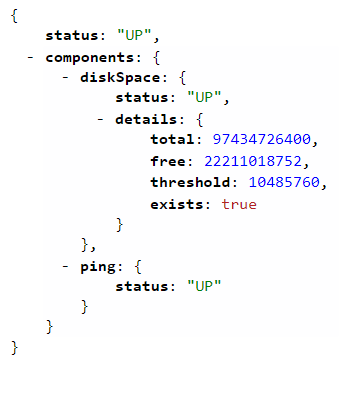 {
status: "UP",
- components: {
- diskSpace: {
status: "UP",
- details: {
total: 97434726400,
free: 22211018752,
threshold: 10485760,
exists: true
}
},
- ping: {
status: "UP"
}
}
}